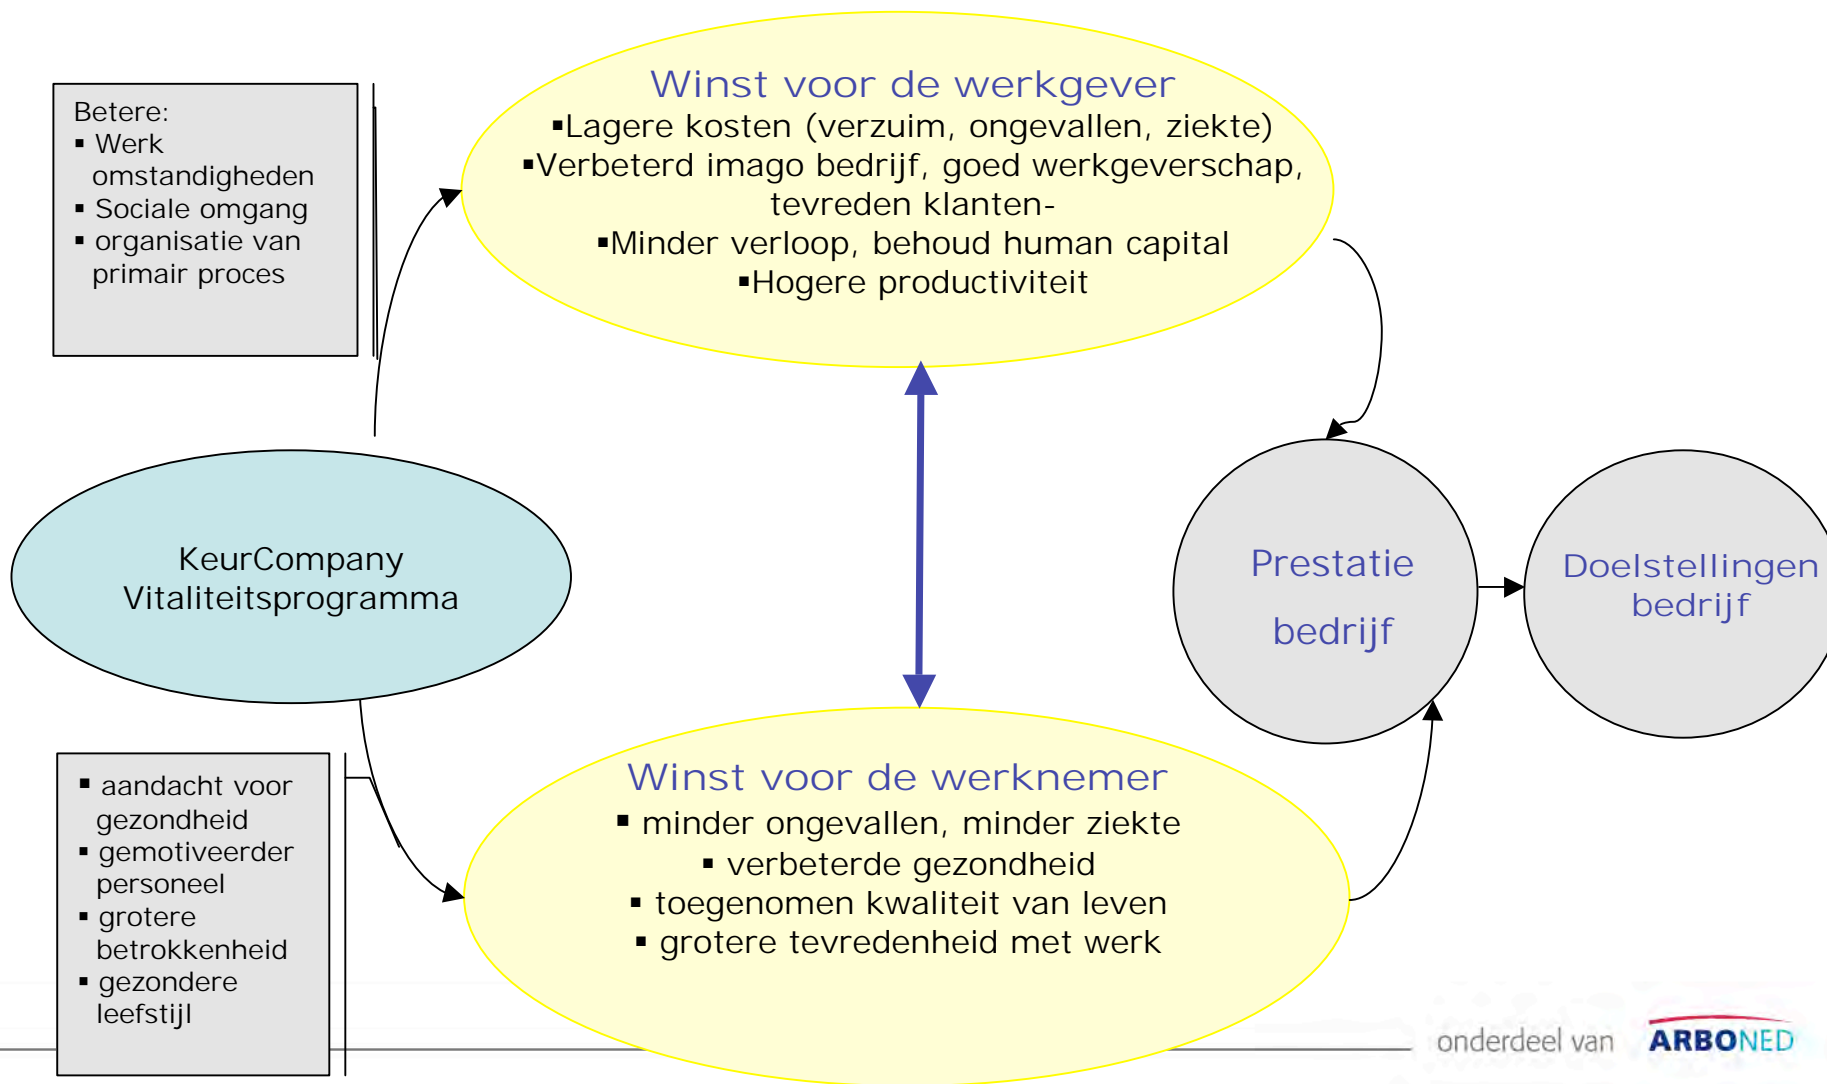 Betere:
▪ Werk
omstandigheden
▪ Sociale omgang
▪ organisatie van
primair proces
Winst voor de werkgever
▪Lagere kosten (verzuim, ongevallen, ziekte)
▪Verbeterd imago bedrijf, goed werkgeverschap,
tevreden klanten-
▪Minder verloop, behoud human capital
▪Hogere productiviteit
KeurCompany
Vitaliteitsprogramma
Prestatie
bedrijf
Doelstellingen
bedrijf
▪ aandacht voor
gezondheid
▪ gemotiveerder
personeel
▪ grotere
betrokkenheid
▪ gezondere
leefstijl
Winst voor de werknemer
▪ minder ongevallen, minder ziekte
▪ verbeterde gezondheid
▪ toegenomen kwaliteit van leven
▪ grotere tevredenheid met werk
onderdeel van ARBONED